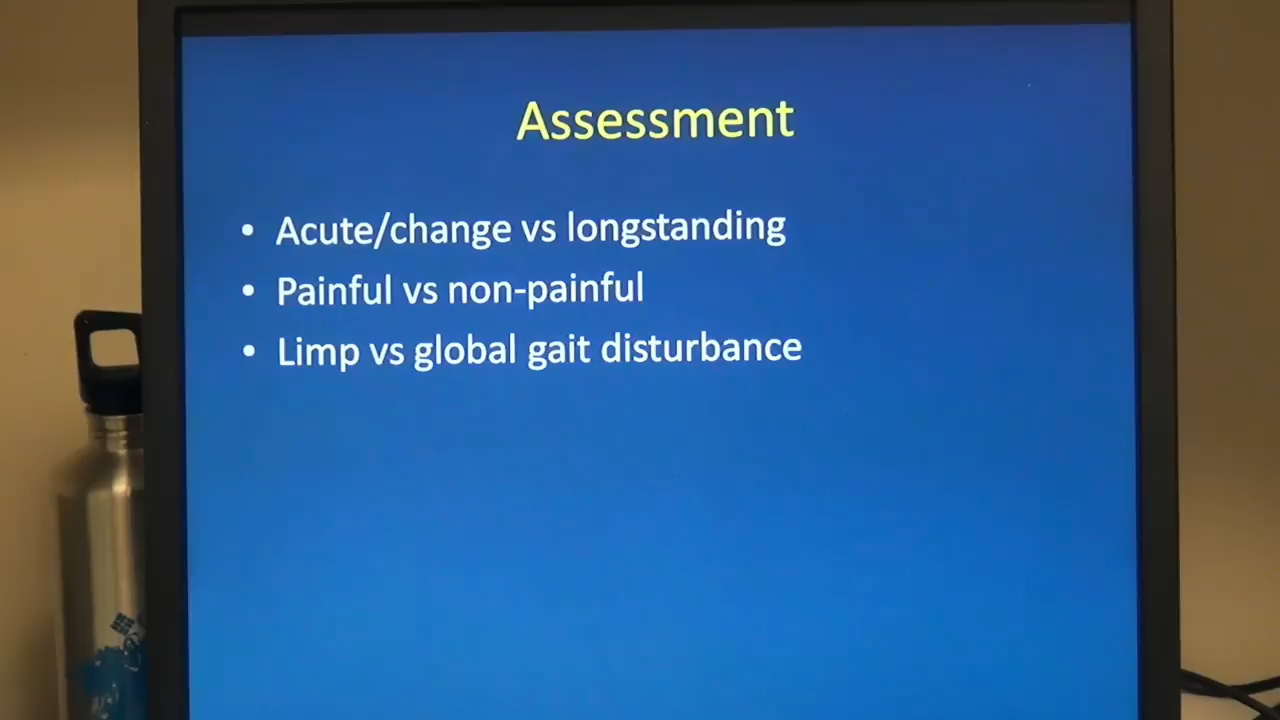 Assessment
• Acute/change vs longstanding
• Painful vs non-painful
• Limp vs global gait disturbance